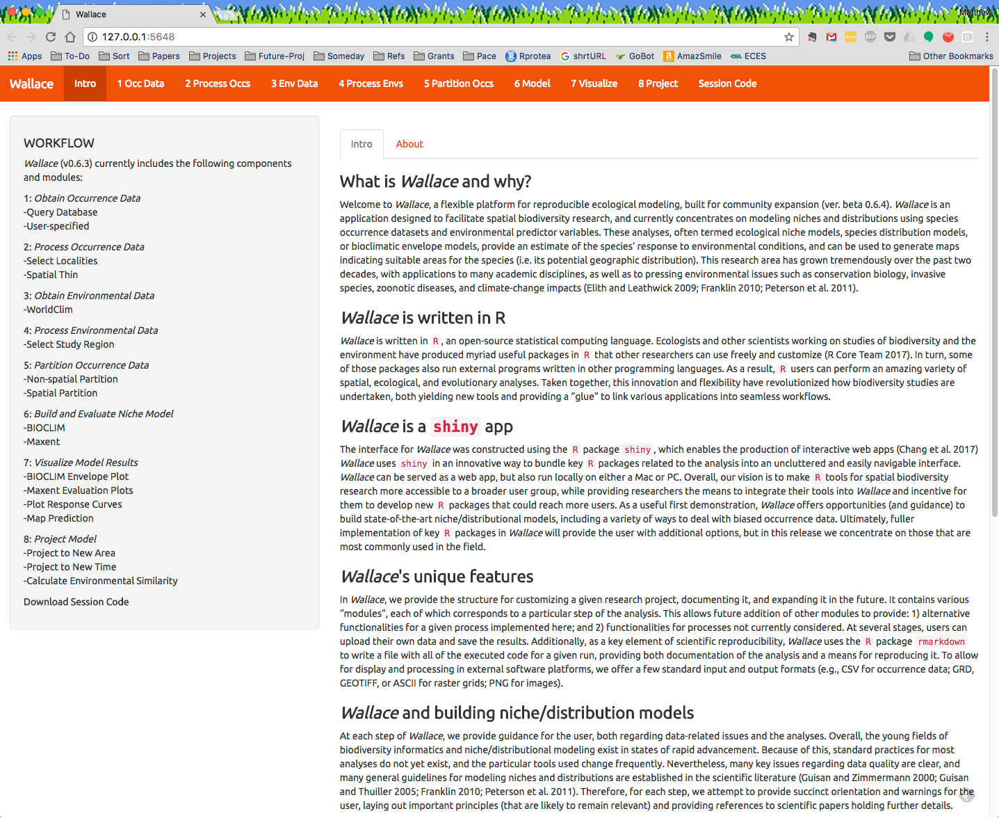 Wallace
Matthew
127.0.0.1:5648
Apps To-Do Sort Papers Projects Future-Proj Someday Refs Grants Pace Rprotea shrtURL GoBot AmazSmile ECES Other Bookmarks
Wallace Intro 1 Occ Data 2 Process Occs 3 Env Data 4 Process Envs 5 Partition Occs 6 Model 7 Visualize 8 Project Session Code
WORKFLOW
Wallace (v0.6.3) currently includes the following components
and modules:
1: Obtain Occurrence Data
-Query Database
-User-specified
2: Process Occurrence Data
-Select Localities
-Spatial Thin
3: Obtain Environmental Data
-WorldClim
4: Process Environmental Data
-Select Study Region
5: Partition Occurrence Data
-Non-spatial Partition
-Spatial Partition
6: Build and Evaluate Niche Model
-BIOCLIM
-Maxent
7: Visualize Model Results
-BIOCLIM Envelope Plot
-Maxent Evaluation Plots
-Plot Response Curves
-Map Prediction
8: Project Model
-Project to New Area
-Project to New Time
-Calculate Environmental Similarity
Download Session Code
Intro About
What is Wallace and why?
Welcome to Wallace, a flexible platform for reproducible ecological modeling, built for community expansion (ver. beta 0.6.4). Wallace is an
application designed to facilitate spatial biodiversity research, and currently concentrates on modeling niches and distributions using species
occurrence datasets and environmental predictor variables. These analyses, often termed ecological niche models, species distribution models,
or bioclimatic envelope models, provide an estimate of the species’ response to environmental conditions, and can be used to generate maps
indicating suitable areas for the species (i.e. its potential geographic distribution). This research area has grown tremendously over the past two
decades, with applications to many academic disciplines, as well as to pressing environmental issues such as conservation biology, invasive
species, zoonotic diseases, and climate-change impacts (Elith and Leathwick 2009; Franklin 2010; Peterson et al. 2011).
Wallace is written in R
Wallace is written in R, an open-source statistical computing language. Ecologists and other scientists working on studies of biodiversity and the
environment have produced myriad useful packages in R that other researchers can use freely and customize (R Core Team 2017). In turn, some
of those packages also run external programs written in other programming languages. As a result, R users can perform an amazing variety of
spatial, ecological, and evolutionary analyses. Taken together, this innovation and flexibility have revolutionized how biodiversity studies are
undertaken, both yielding new tools and providing a “glue” to link various applications into seamless workflows.
Wallace is a shiny app
The interface for Wallace was constructed using the R package shiny, which enables the production of interactive web apps (Chang et al. 2017)
Wallace uses shiny in an innovative way to bundle key R packages related to the analysis into an uncluttered and easily navigable interface.
Wallace can be served as a web app, but also run locally on either a Mac or PC. Overall, our vision is to make R tools for spatial biodiversity
research more accessible to a broader user group, while providing researchers the means to integrate their tools into Wallace and incentive for
them to develop new R packages that could reach more users. As a useful first demonstration, Wallace offers opportunities (and guidance) to
build state-of-the-art niche/distributional models, including a variety of ways to deal with biased occurrence data. Ultimately, fuller
implementation of key R packages in Wallace will provide the user with additional options, but in this release we concentrate on those that are
most commonly used in the field.
Wallace's unique features
In Wallace, we provide the structure for customizing a given research project, documenting it, and expanding it in the future. It contains various
“modules”, each of which corresponds to a particular step of the analysis. This allows future addition of other modules to provide: 1) alternative
functionalities for a given process implemented here; and 2) functionalities for processes not currently considered. At several stages, users can
upload their own data and save the results. Additionally, as a key element of scientific reproducibility, Wallace uses the R package rmarkdown
to write a file with all of the executed code for a given run, providing both documentation of the analysis and a means for reproducing it. To allow
for display and processing in external software platforms, we offer a few standard input and output formats (e.g., CSV for occurrence data; GRD,
GEOTIFF, or ASCII for raster grids; PNG for images).
Wallace and building niche/distribution models
At each step of Wallace, we provide guidance for the user, both regarding data-related issues and the analyses. Overall, the young fields of
biodiversity informatics and niche/distributional modeling exist in states of rapid advancement. Because of this, standard practices for most
analyses do not yet exist, and the particular tools used change frequently. Nevertheless, many key issues regarding data quality are clear, and
many general guidelines for modeling niches and distributions are established in the scientific literature (Guisan and Zimmermann 2000; Guisan
and Thuiller 2005; Franklin 2010; Peterson et al. 2011). Therefore, for each step, we attempt to provide succinct orientation and warnings for the
user, laying out important principles (that are likely to remain relevant) and providing references to scientific papers holding further details.